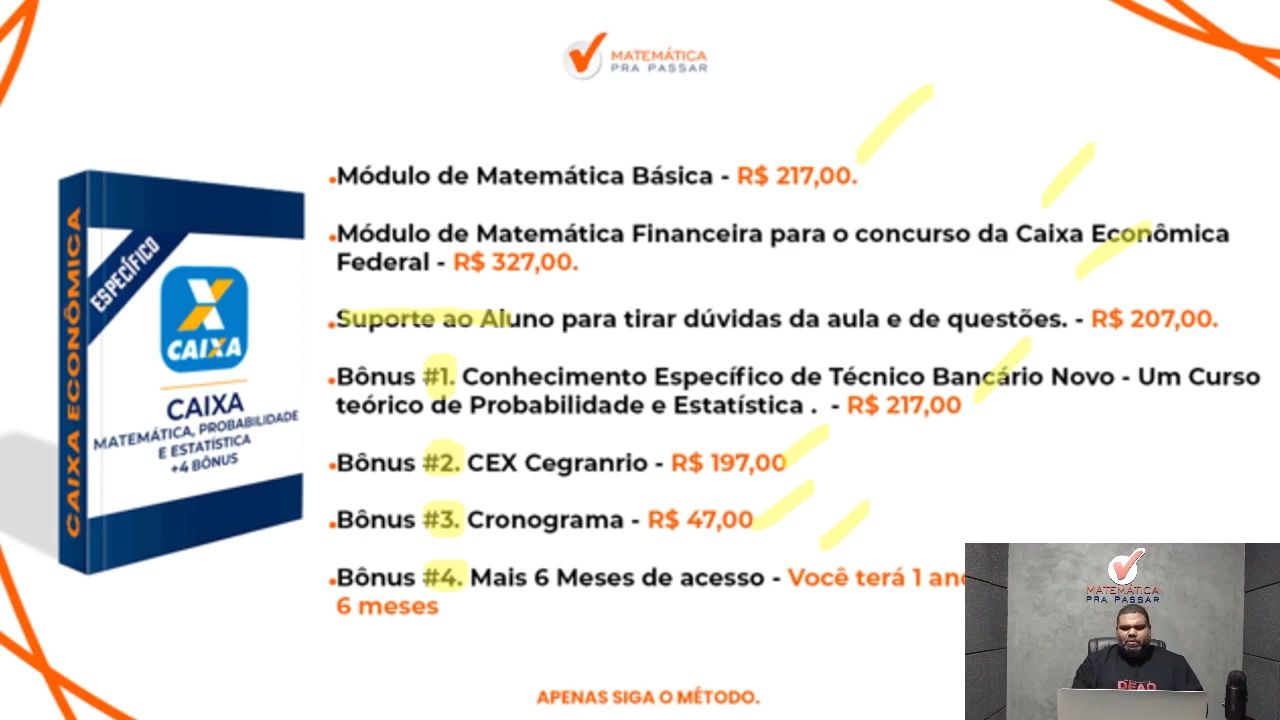 MATEMÁTICA
PRA PASSAR
•Módulo de Matemática Básica - R$ 217,00.
•Módulo de Matemática Financeira para o concurso da Caixa Econômica
Federal - R$ 327,00.
•Suporte ao Aluno para tirar dúvidas da aula e de questões. - R$ 207,00.
•Bônus #1. Conhecimento Específico de Técnico Bancário Novo - Um Curso
teórico de Probabilidade e Estatística . - R$ 217,00
•Bônus #2. CEX Cegranrio - R$ 197,00
•Bônus #3. Cronograma - R$ 47,00
•Bônus #4. Mais 6 Meses de acesso - Você terá 1 ano
6 meses
CAIXA ECONÔMICA
ESPECÍFICO
CAIXA
CAIXA
MATEMÁTICA, PROBABILIDADE
E ESTATÍSTICA
+4 BÔNUS
MATEMÁTICA
PRA PASSAR
DEAD
APENAS SIGA O MÉTODO.